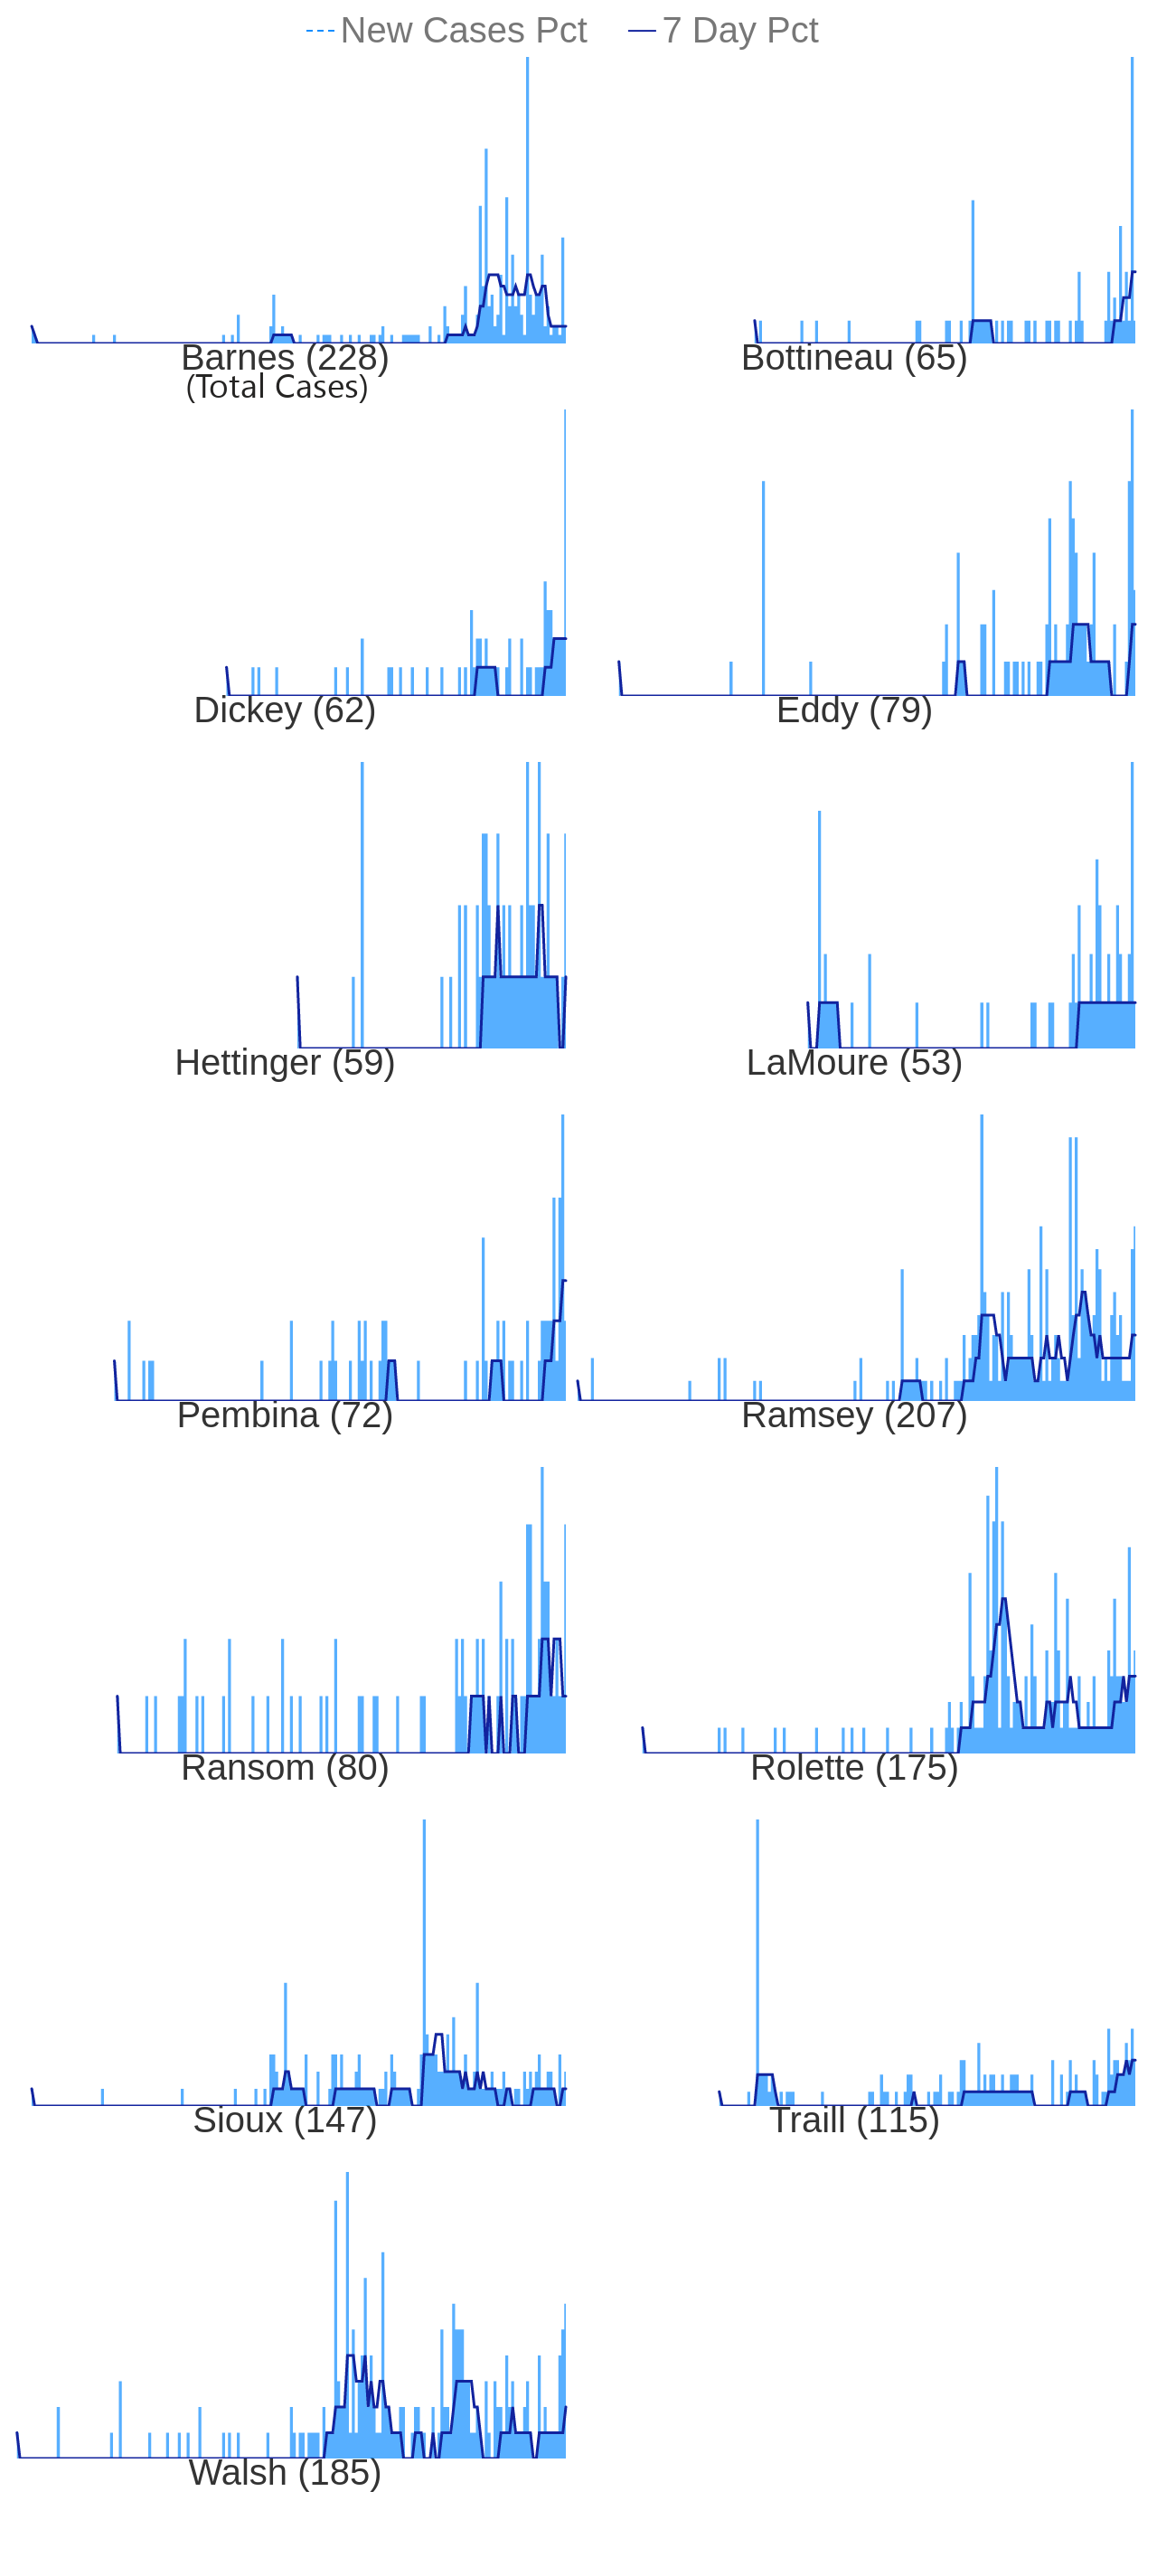 New Cases Pct 7 Day Pct
Barnes (228) Bottineau (65)
(Total Cases)
Dickey (62) Eddy (79)
Hettinger (59) LaMoure (53)
Pembina (72) Ramsey (207)
Ransom (80) Rolette (175)
Sioux (147) Traill (115)
Walsh (185)